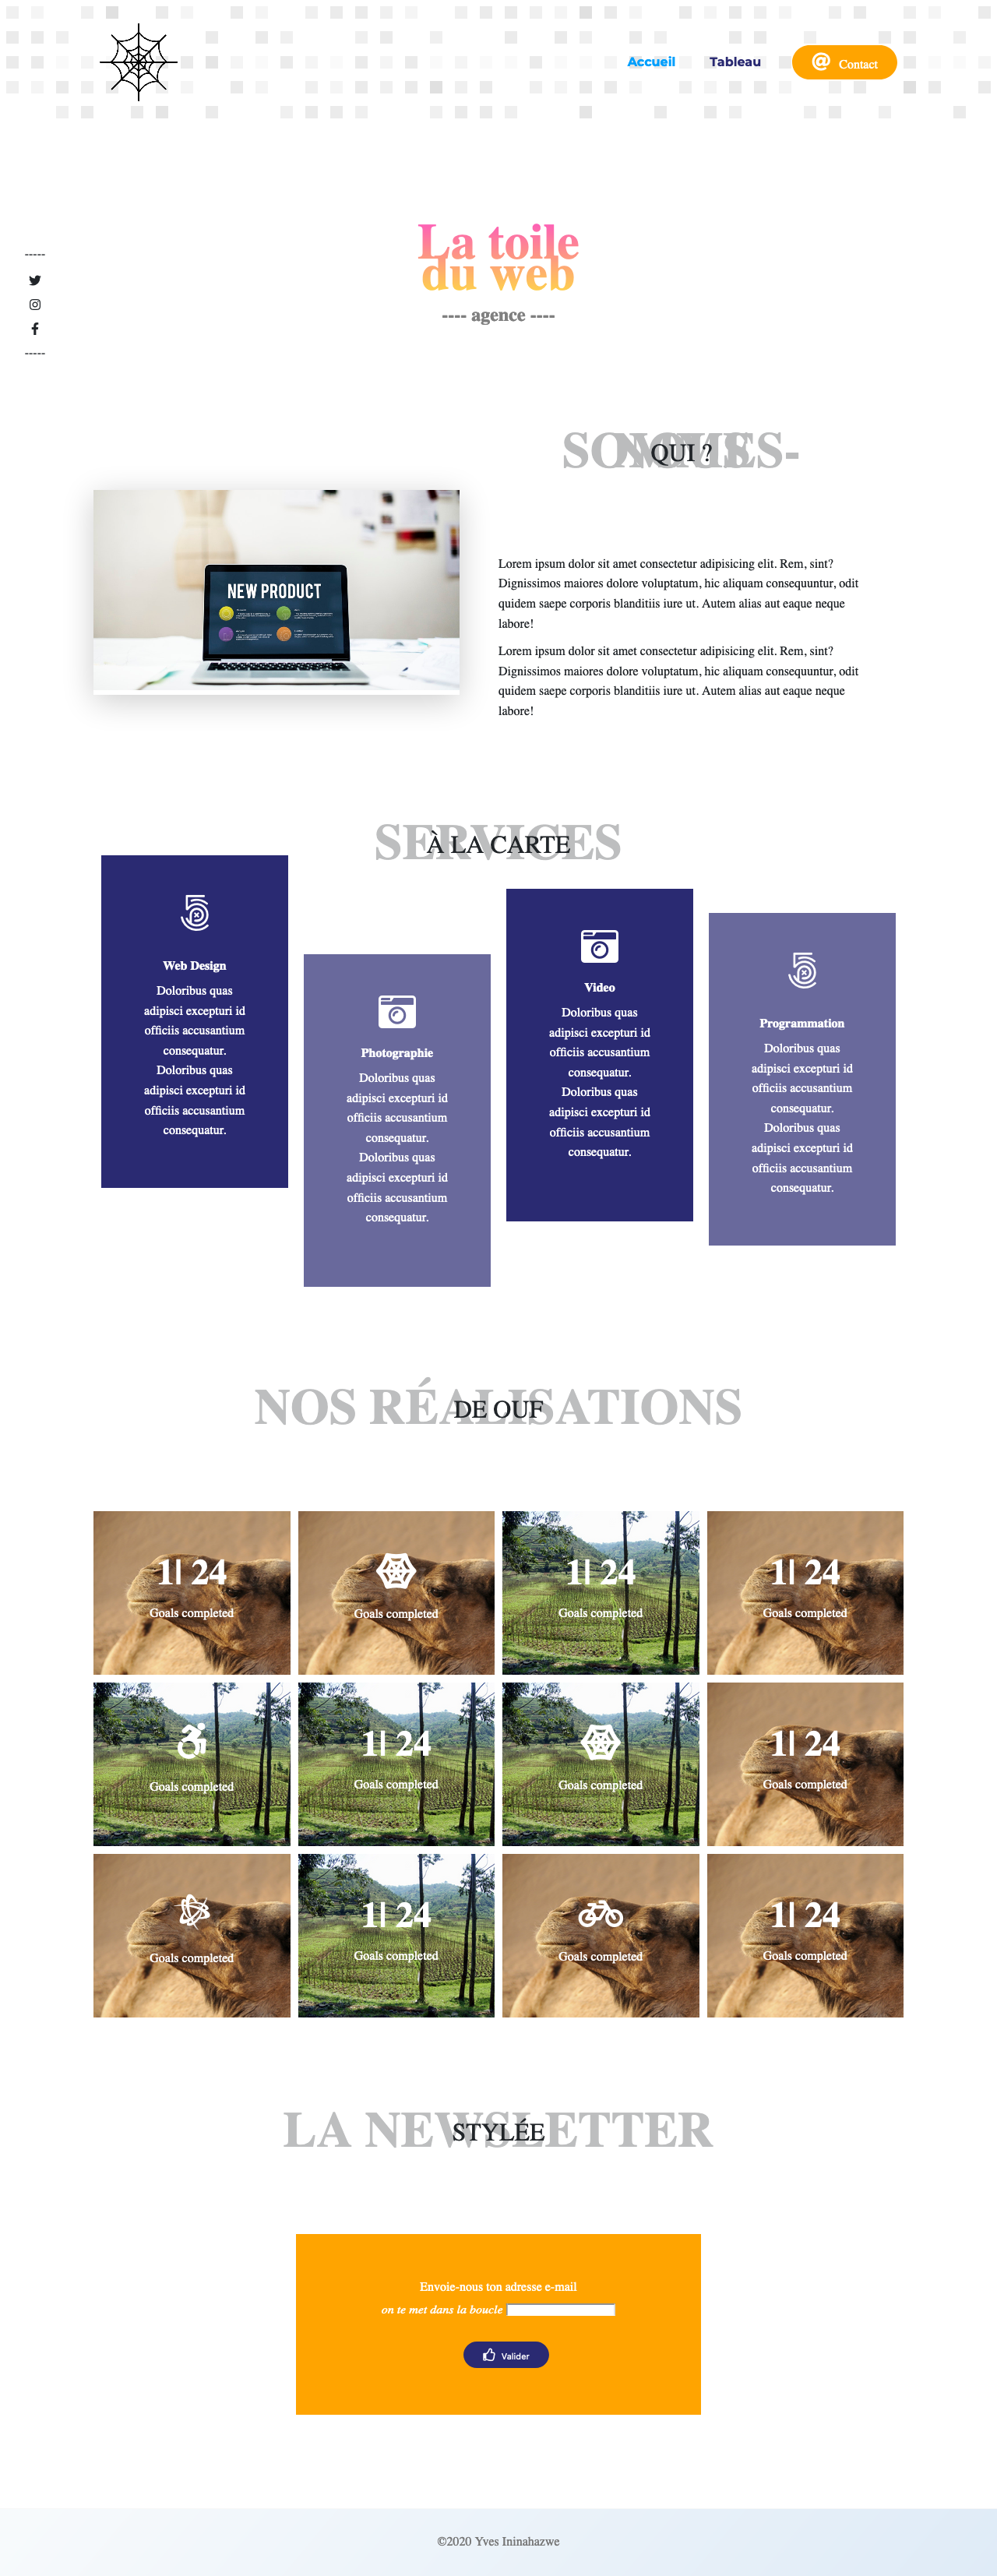 Accueil
Tableau
Contact
-----
-----
La toile
du web
---- agence ----
NOUS
SOMMES-
QUI ?
NEW PRODUCT
Lorem ipsum dolor sit amet consectetur adipisicing elit. Rem, sint?
Dignissimos maiores dolore voluptatum, hic aliquam consequuntur, odit
quidem saepe corporis blanditiis iure ut. Autem alias aut eaque neque
labore!
Lorem ipsum dolor sit amet consectetur adipisicing elit. Rem, sint?
Dignissimos maiores dolore voluptatum, hic aliquam consequuntur, odit
quidem saepe corporis blanditiis iure ut. Autem alias aut eaque neque
labore!
SERVICES
À LA CARTE
Web Design
Doloribus quas
adipisci excepturi id
officiis accusantium
consequatur.
Doloribus quas
adipisci excepturi id
officiis accusantium
consequatur.
Photographie
Doloribus quas
adipisci excepturi id
officiis accusantium
consequatur.
Doloribus quas
adipisci excepturi id
officiis accusantium
consequatur.
Video
Doloribus quas
adipisci excepturi id
officiis accusantium
consequatur.
Doloribus quas
adipisci excepturi id
officiis accusantium
consequatur.
Programmation
Doloribus quas
adipisci excepturi id
officiis accusantium
consequatur.
Doloribus quas
adipisci excepturi id
officiis accusantium
consequatur.
NOS RÉALISATIONS
DE OUF
1| 24
Goals completed
Goals completed
1| 24
Goals completed
1| 24
Goals completed
Goals completed
1| 24
Goals completed
Goals completed
1| 24
Goals completed
Goals completed
1| 24
Goals completed
Goals completed
1| 24
Goals completed
LA NEWSLETTER
STYLÉE
Envoie-nous ton adresse e-mail
on te met dans la boucle
Valider
©2020 Yves Ininahazwe